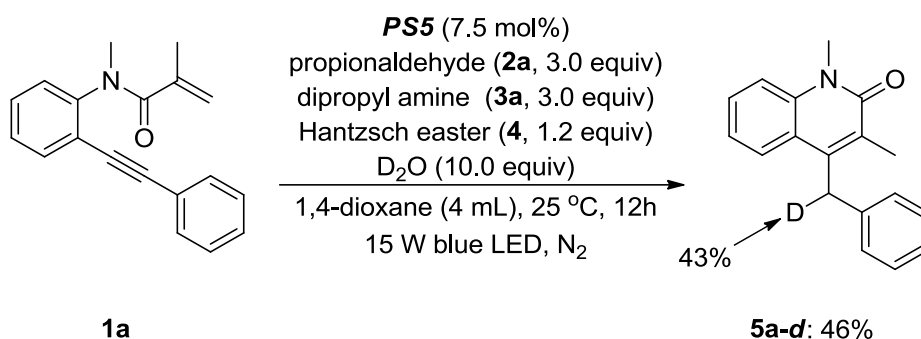 PS5 (7.5 mol%)
propionaldehyde (2a, 3.0 equiv)
dipropyl amine (3a, 3.0 equiv)
Hantzsch easter (4, 1.2 equiv)
D₂O (10.0 equiv)
1,4-dioxane (4 mL), 25 °C, 12h
15 W blue LED, N₂
N
O
1a
N
O
D
43%
5a-d: 46%